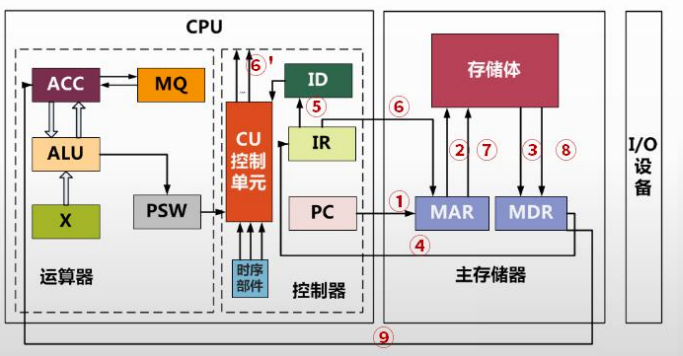 CPU
ACC
MQ
ALU
X
PSW
运算器
⑥'
ID
⑤
CU
控制
单元
IR
PC
时序
部件
控制器
⑥
①
④
存储体
②
⑦
③
⑧
MAR
MDR
主存储器
⑨
I/O
设
备